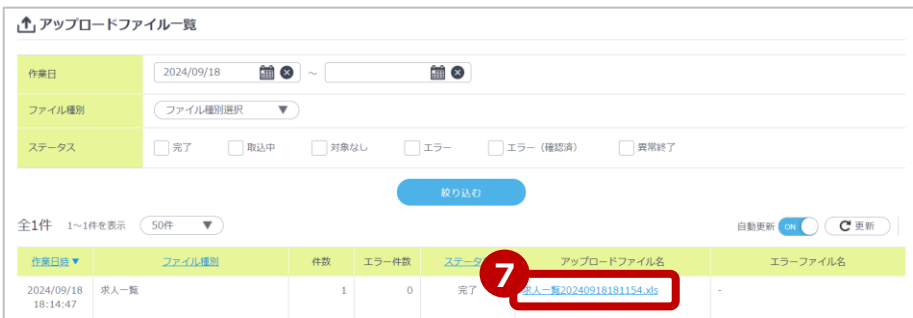 アップロードファイル一覧
作業日 2024/09/18 ～
ファイル種別 ファイル種別選択 ▼
ステータス 完了 取込中 対象なし エラー エラー（確認済） 異常終了
絞り込む
全1件 1～1件を表示 50件 ▼ 自動更新 ON 更新
作業日時▼ ファイル種別 件数 エラー件数 ステータ アップロードファイル名 エラーファイル名
7
2024/09/18 求人一覧 1 0 完了 求人一覧20240918181154.xls -
18:14:47